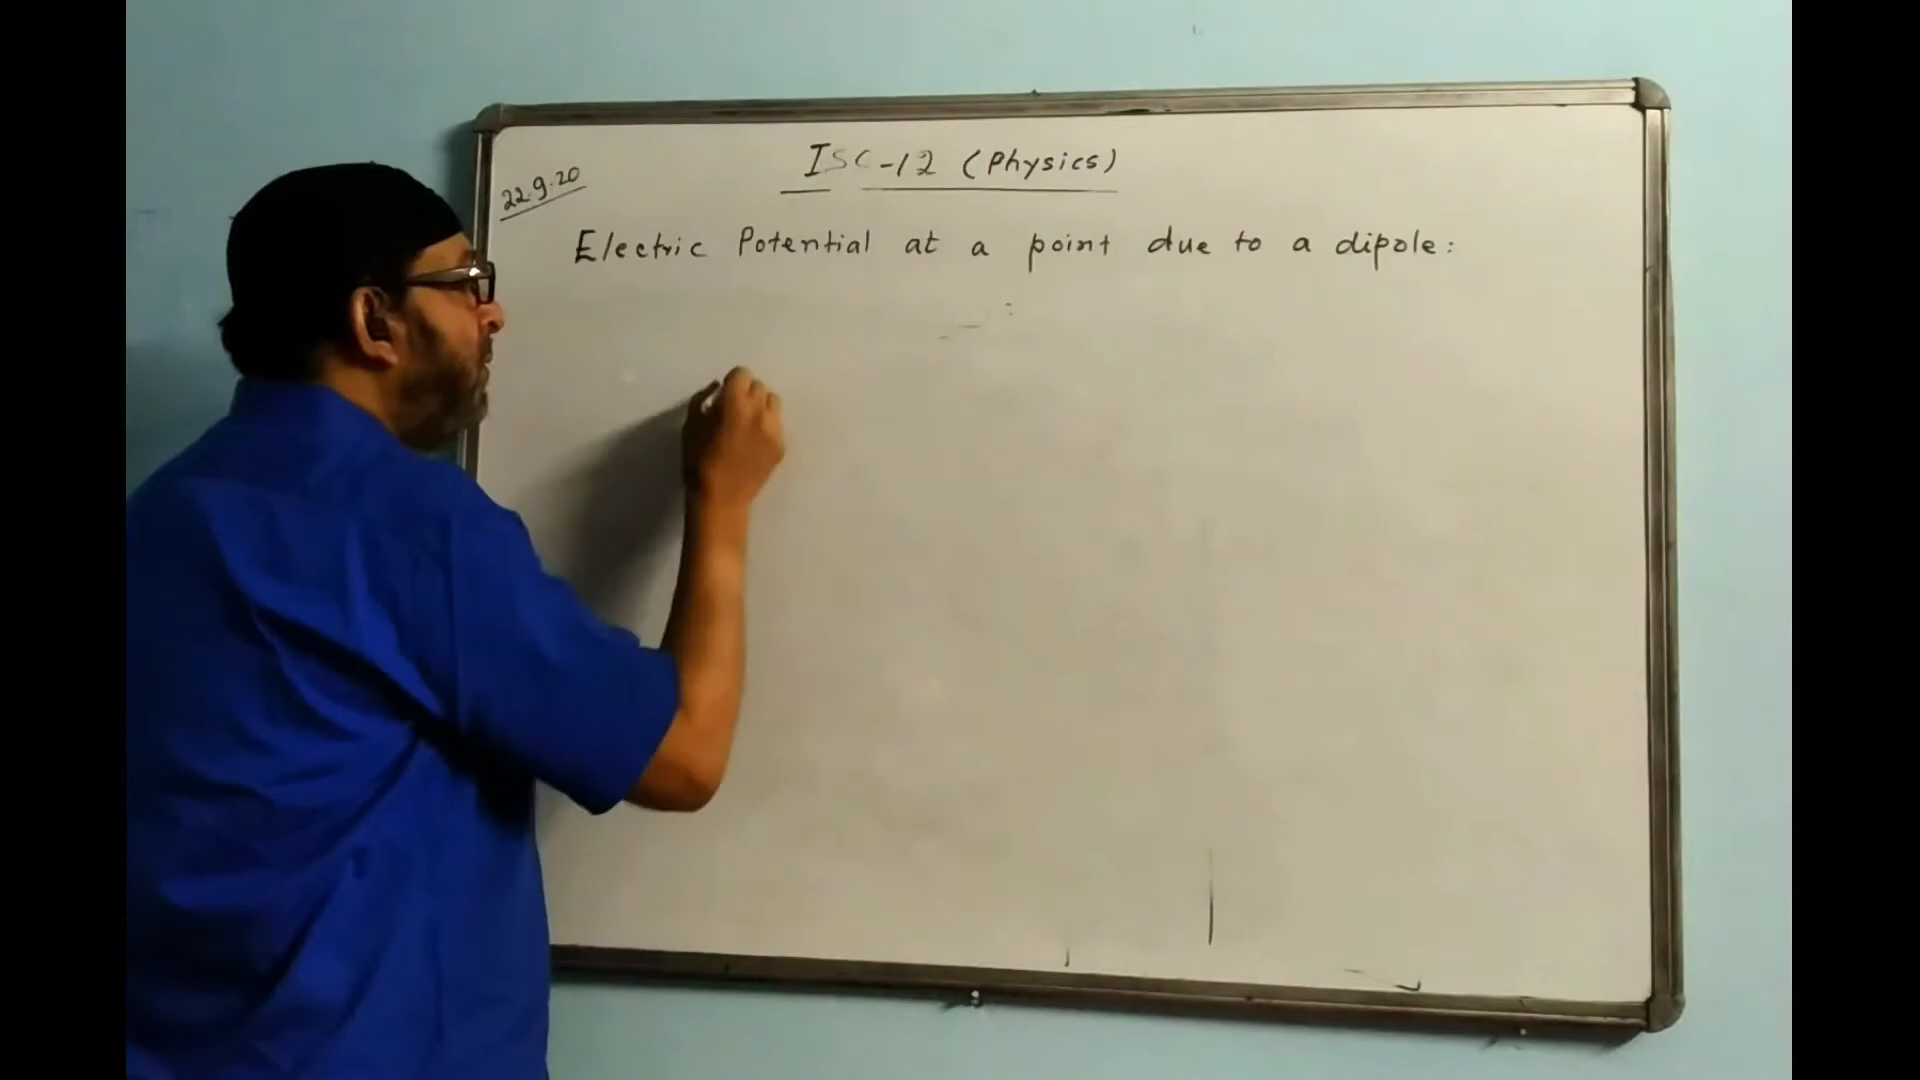 ISC-12 (Physics)
22.9.20
Electric Potential at a point due to a dipole: